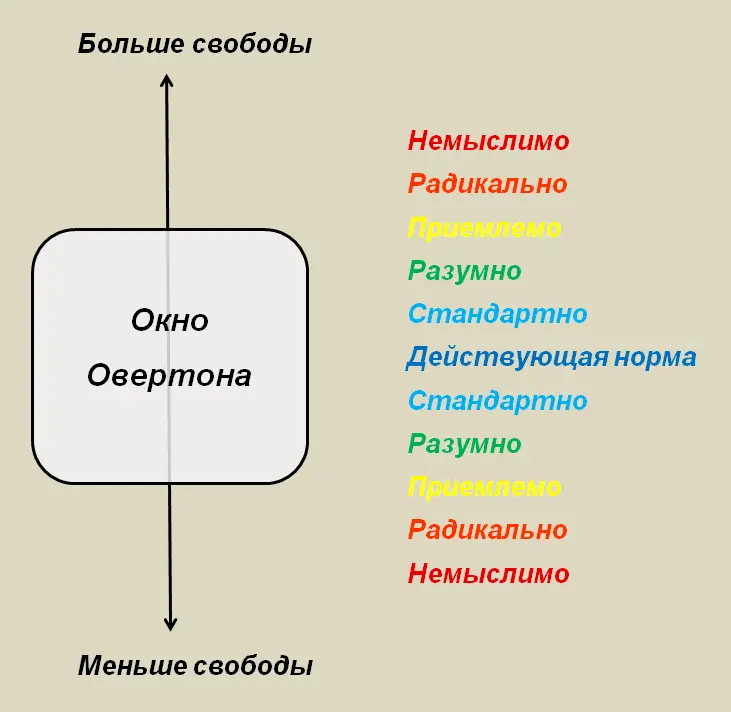 Больше свободы
Немыслимо
Радикально
Приемлемо
Разумно
Стандартно
Действующая норма
Стандартно
Разумно
Приемлемо
Радикально
Немыслимо
Окно
Овертона
Меньше свободы